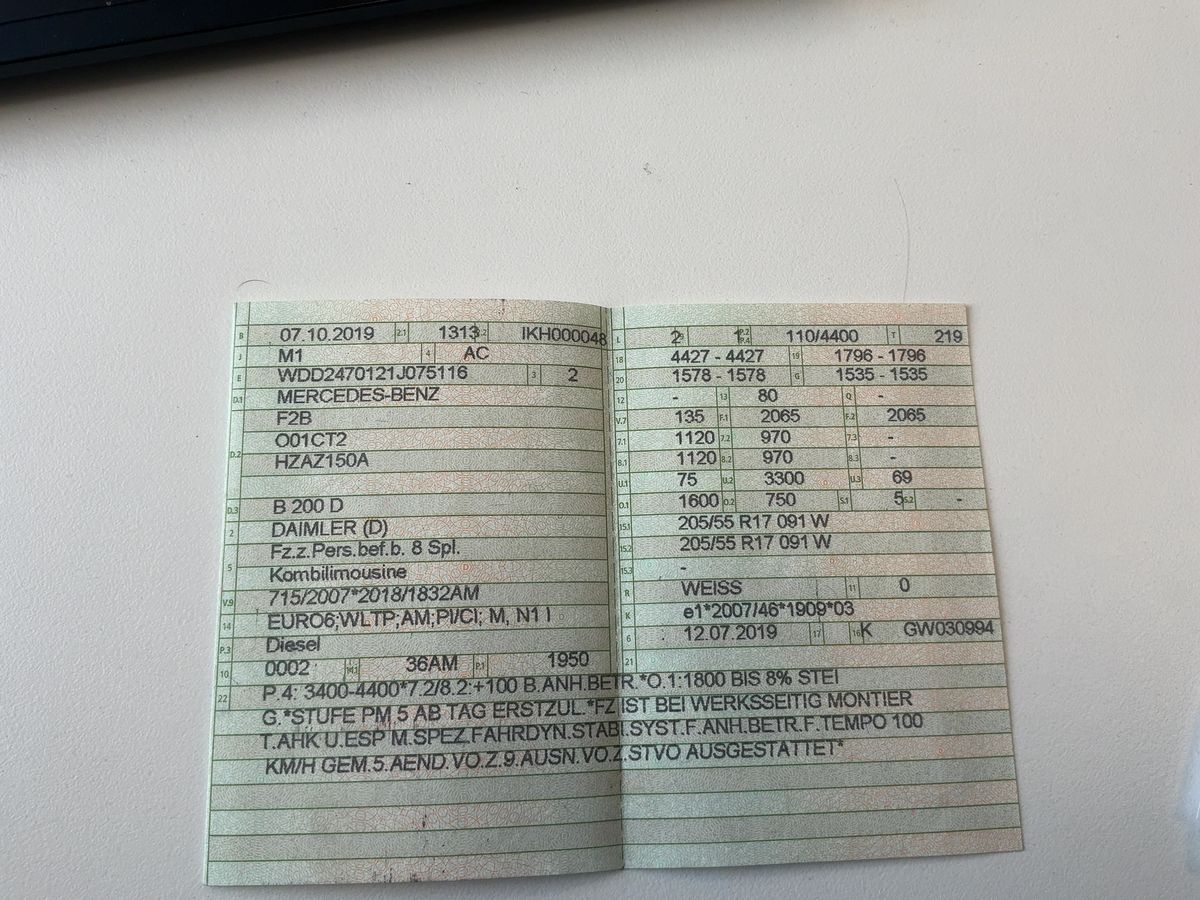 B 07.10.2019 2.1 1313 2.2 IKH000048
J M1 4 AC
E WDD2470121J075116 3 2
D.1 MERCEDES-BENZ
F2B
O01CT2
D.2 HZAZ150A
D.3 B 200 D
2 DAIMLER (D)
Fz.z.Pers.bef.b. 8 Spl.
5 Kombilimousine
V.9 715/2007*2018/1832AM
14 EURO6;WLTP;AM;PI/CI; M, N1 I
P.3 Diesel
10 0002 14.1 36AM P.1 1950
L 2 9 1 P.2 P.4 110/4400 T 219
18 4427 - 4427 19 1796 - 1796
20 1578 - 1578 G 1535 - 1535
12 - 13 80 Q -
V.7 135 F.1 2065 F.2 2065
7.1 1120 7.2 970 7.3 -
8.1 1120 8.2 970 8.3 -
U.1 75 U.2 3300 U.3 69
O.1 1600 O.2 750 S.1 5 S.2 -
15.1 205/55 R17 091 W
15.2 205/55 R17 091 W
15.3 -
R WEISS 11 0
K e1*2007/46*1909*03
6 12.07.2019 17 16 K GW030994
21
22 P.4: 3400-4400*7.2/8.2:+100 B.ANH.BETR.*O.1:1800 BIS 8% STEI
G.*STUFE PM 5 AB TAG ERSTZUL.*FZ IST BEI WERKSSEITIG MONTIER
T.AHK U.ESP M.SPEZ.FAHRDYN.STABI.SYST.F.ANH.BETR.F.TEMPO 100
KM/H GEM.5.AEND.VO.Z.9.AUSN.VO.Z.STVO AUSGESTATTET*